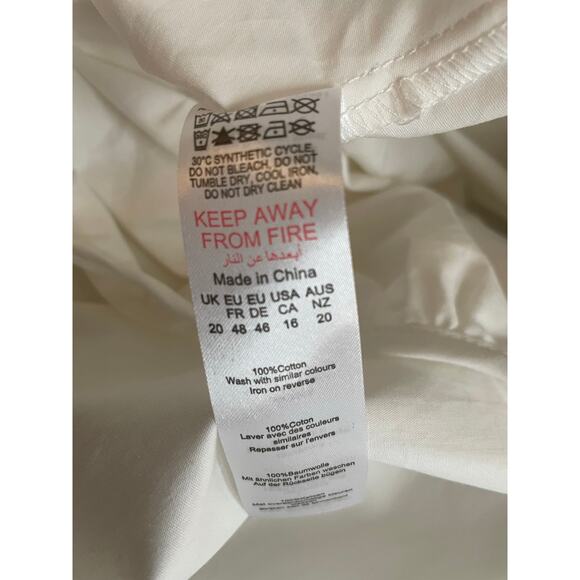 30°C SYNTHETIC CYCLE,
DO NOT BLEACH, DO NOT
TUMBLE DRY, COOL IRON,
DO NOT DRY CLEAN
KEEP AWAY
FROM FIRE
أبعدها عن النار
Made in China
UK EU EU USA AUS
FR DE CA NZ
20 48 46 16 20
100%Cotton
Wash with similar colours
Iron on reverse
100%Coton
Laver avec des couleurs
similaires
Repasser sur l'envers
100%Baumwolle
Mit ähnlichen Farben waschen
Auf der Rückseite bügeln